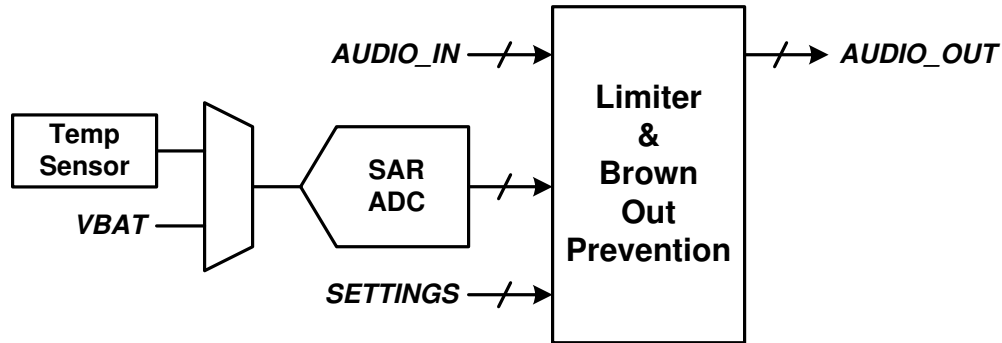 AUDIO_IN
AUDIO_OUT
Temp
Sensor
VBAT
SAR
ADC
SETTINGS
Limiter
&
Brown
Out
Prevention